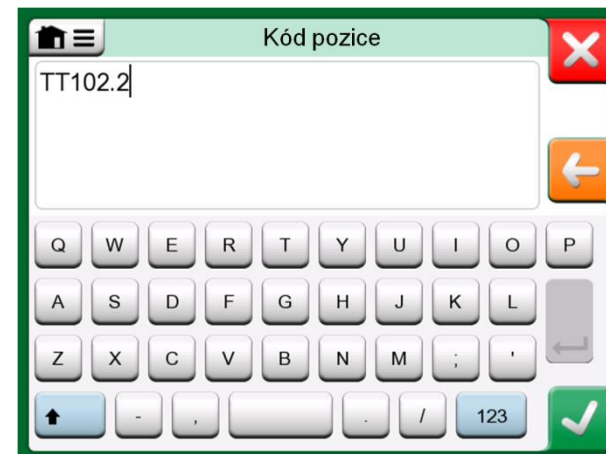 Kód pozice
TT102.2
Q W E R T Y U I O P
A S D F G H J K L
Z X C V B N M ; '
- , . / 123